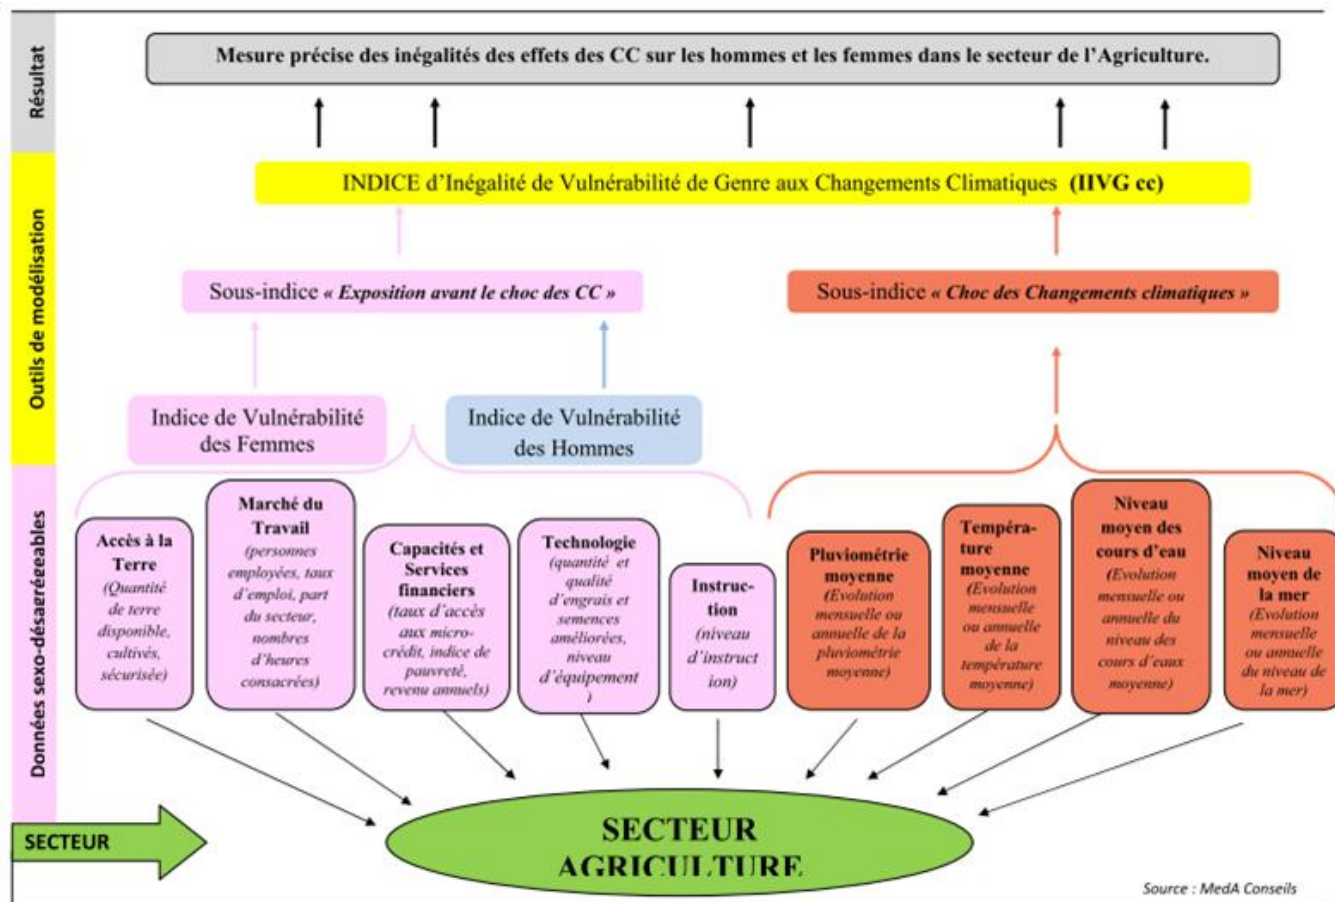 Résultat
Mesure précise des inégalités des effets des CC sur les hommes et les femmes dans le secteur de l’Agriculture.
Outils de modélisation
INDICE d’Inégalité de Vulnérabilité de Genre aux Changements Climatiques (IIVG cc)
Sous-indice « Exposition avant le choc des CC »
Sous-indice « Choc des Changements climatiques »
Indice de Vulnérabilité
des Femmes
Indice de Vulnérabilité
des Hommes
Données sexo-désagrégeables
Accès à la
Terre
(Quantité
de terre
disponible,
cultivés,
sécurisée)
Marché du
Travail
(personnes
employées, taux
d’emploi, part
du secteur,
nombres
d’heures
consacrées)
Capacités et
Services
financiers
(taux d’accès
aux micro-
crédit, indice de
pauvreté,
revenu annuels)
Technologie
(quantité et
qualité
d’engrais et
semences
améliorées,
niveau
d’équipement
)
Instruc-
tion
(niveau
d’instruct
ion)
Pluviométrie
moyenne
(Evolution
mensuelle ou
annuelle de la
pluviométrie
moyenne)
Tempéra-
ture
moyenne
(Evolution
mensuelle
ou annuelle
de la
température
moyenne)
Niveau
moyen des
cours d’eau
(Evolution
mensuelle ou
annuelle du
niveau des
cours d’eaux
moyenne)
Niveau
moyen de
la mer
(Evolution
mensuelle
ou annuelle
du niveau de
la mer)
SECTEUR
SECTEUR
AGRICULTURE
Source : MedA Conseils